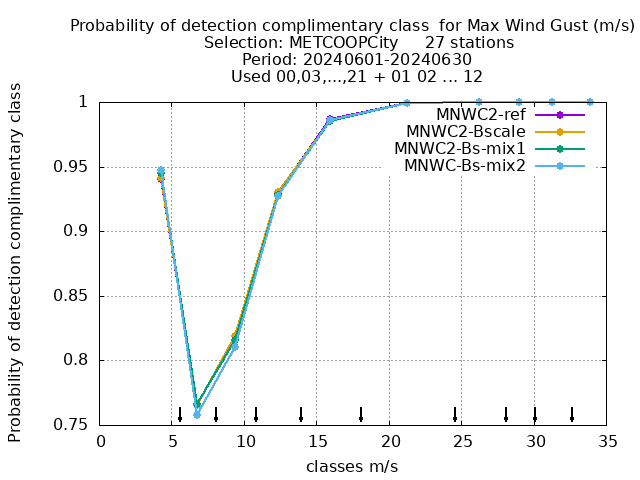 Probability of detection complimentary class  for Max Wind Gust (m/s)
Selection: METCOOPCity     27 stations
Period: 20240601-20240630
Used 00,03,...,21 + 01 02 ... 12
Probability of detection complimentary class
1
0.95
0.9
0.85
0.8
0.75
MNWC2-ref
MNWC2-Bscale
MNWC2-Bs-mix1
MNWC-Bs-mix2
0 5 10 15 20 25 30 35
classes m/s